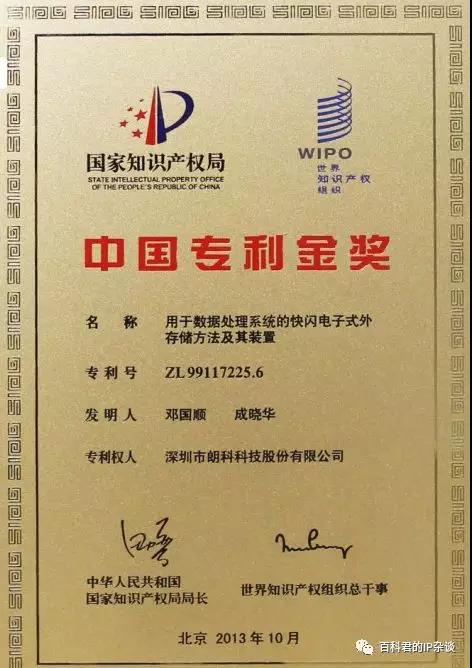 国家知识产权局
STATE INTELLECTUAL PROPERTY OFFICE
OF THE PEOPLE'S REPUBLIC OF CHINA
WIPO
世界
知识产权
组织
中国专利金奖
名 称 用于数据处理系统的快闪电子式外
存储方法及其装置
专利号 ZL 99117225.6
发明人 邓国顺 成晓华
专利权人 深圳市朗科科技股份有限公司
中华人民共和国
国家知识产权局局长
世界知识产权组织总干事
北京 2013年10月
百科君的IP杂谈